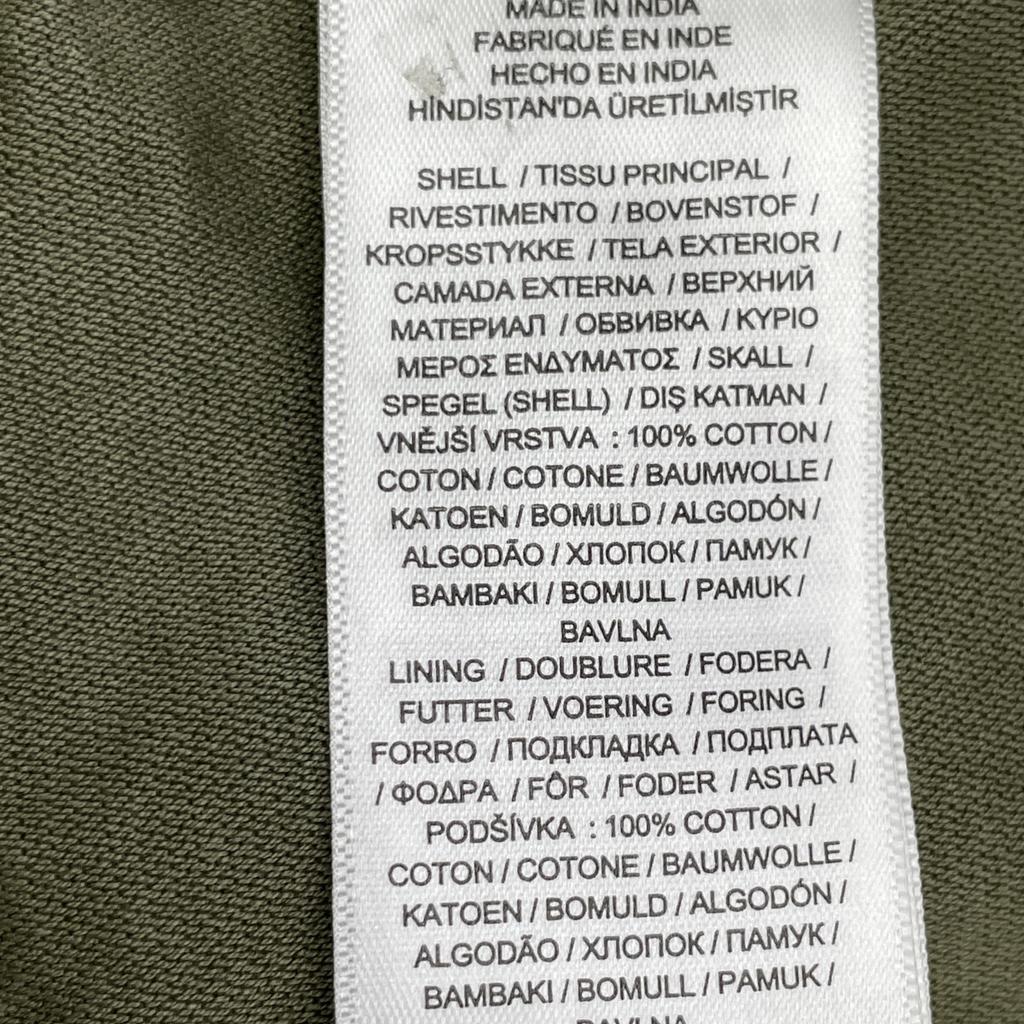 MADE IN INDIA
FABRIQUÉ EN INDE
HECHO EN INDIA
HİNDİSTAN'DA ÜRETİLMİŞTİR
SHELL / TISSU PRINCIPAL /
RIVESTIMENTO / BOVENSTOF /
KROPSSTYKKE / TELA EXTERIOR /
CAMADA EXTERNA / ВЕРХНИЙ
МАТЕРИАЛ / ОБВИВКА / ΚΥΡΙΟ
ΜΕΡΟΣ ΕΝΔΥΜΑΤΟΣ / SKALL /
SPEGEL (SHELL) / DIŞ KATMAN /
VNĚJŠÍ VRSTVA : 100% COTTON /
COTON / COTONE / BAUMWOLLE /
KATOEN / BOMULD / ALGODÓN /
ALGODÃO / ХЛОПОК / ПАМУК /
BAMBAKI / BOMULL / PAMUK /
BAVLNA
LINING / DOUBLURE / FODERA /
FUTTER / VOERING / FORING /
FORRO / ПОДКЛАДКА / ПОДПЛАТА
/ ΦΟΔΡΑ / FÔR / FODER / ASTAR /
PODŠÍVKA : 100% COTTON /
COTON / COTONE / BAUMWOLLE /
KATOEN / BOMULD / ALGODÓN /
ALGODÃO / ХЛОПОК / ПАМУК /
BAMBAKI / BOMULL / PAMUK /
BAVLNA